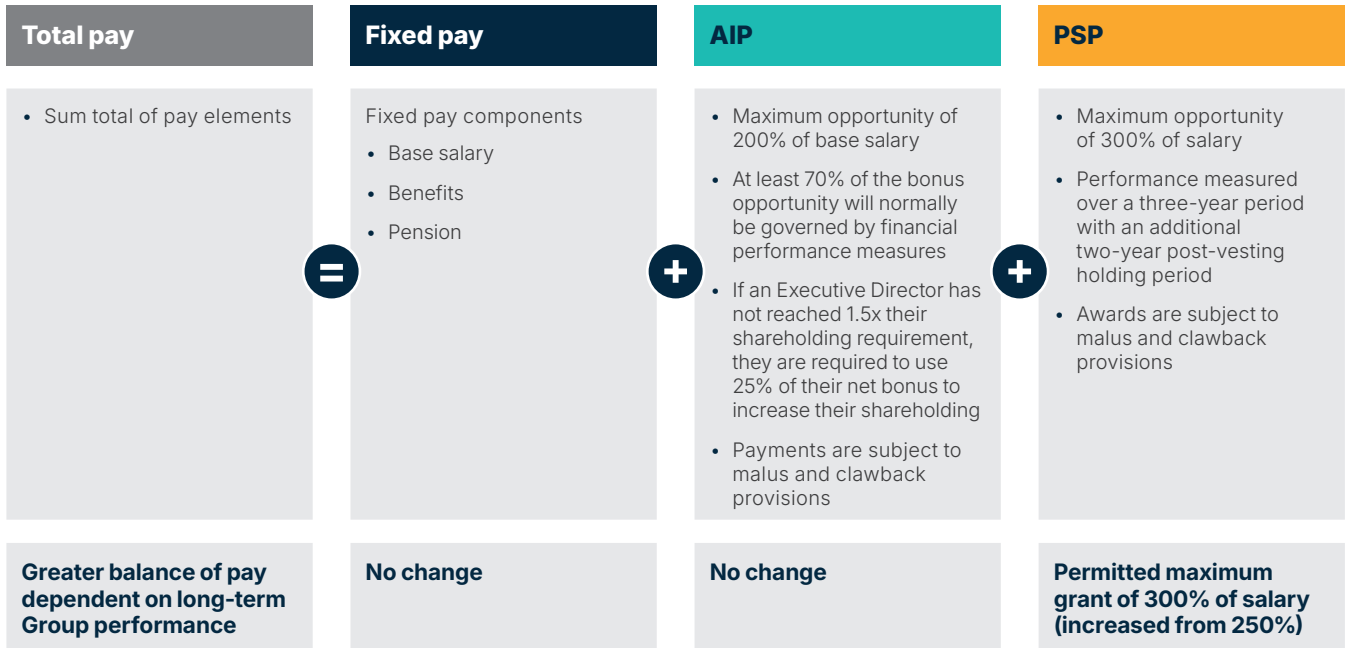 Total pay
• Sum total of pay elements
Greater balance of pay
dependent on long-term
Group performance
=
Fixed pay
Fixed pay components
• Base salary
• Benefits
• Pension
No change
+
AIP
• Maximum opportunity of
200% of base salary
• At least 70% of the bonus
opportunity will normally
be governed by financial
performance measures
• If an Executive Director has
not reached 1.5x their
shareholding requirement,
they are required to use
25% of their net bonus to
increase their shareholding
• Payments are subject to
malus and clawback
provisions
No change
+
PSP
• Maximum opportunity
of 300% of salary
• Performance measured
over a three-year period
with an additional
two-year post-vesting
holding period
• Awards are subject to
malus and clawback
provisions
Permitted maximum
grant of 300% of salary
(increased from 250%)